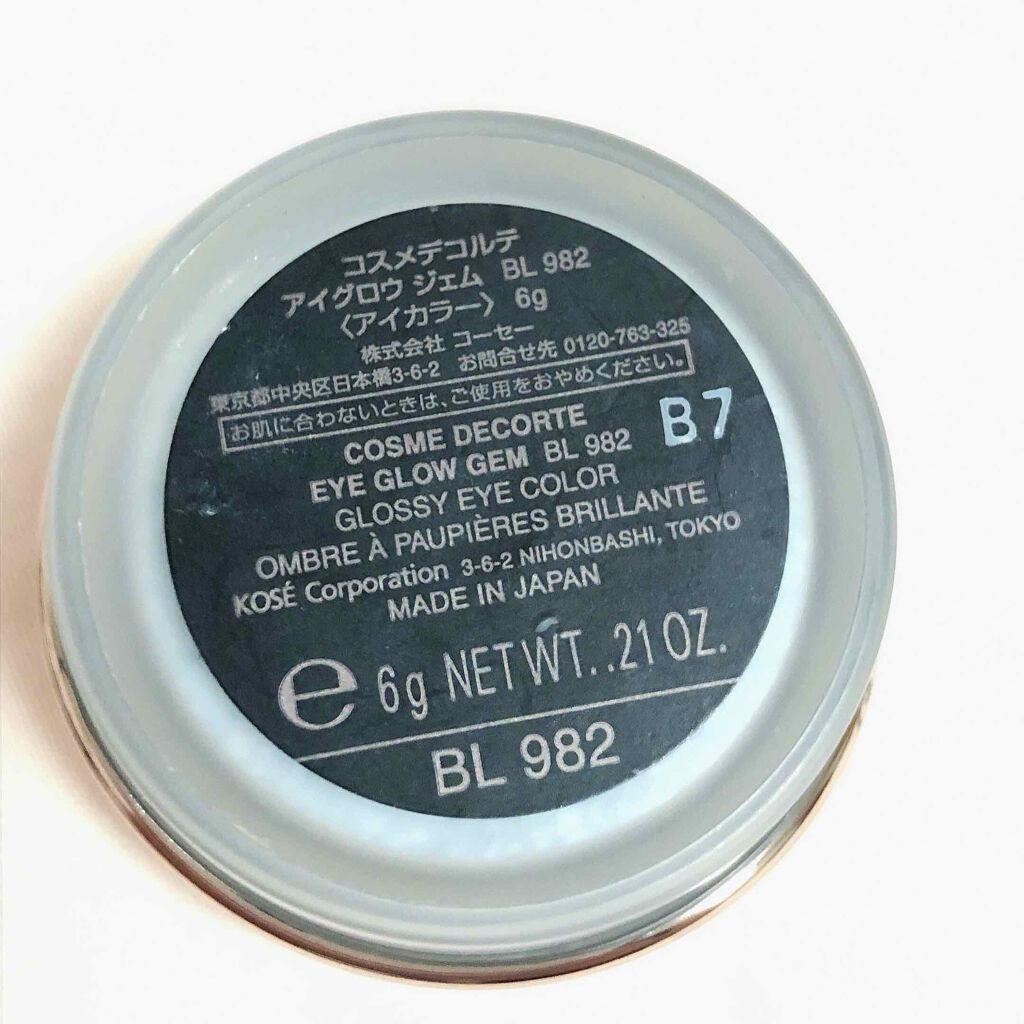 コスメデコルテ
アイグロウ ジェム BL 982
〈アイカラー〉 6g
株式会社 コーセー
東京都中央区日本橋3-6-2 お問合せ先 0120-763-325
お肌に合わないときは、ご使用をおやめください。
COSME DECORTE
EYE GLOW GEM BL 982
B7
GLOSSY EYE COLOR
OMBRE À PAUPIÈRES BRILLANTE
KOSÉ Corporation 3-6-2 NIHONBASHI, TOKYO
MADE IN JAPAN
e 6g NET WT. .21 OZ.
BL 982